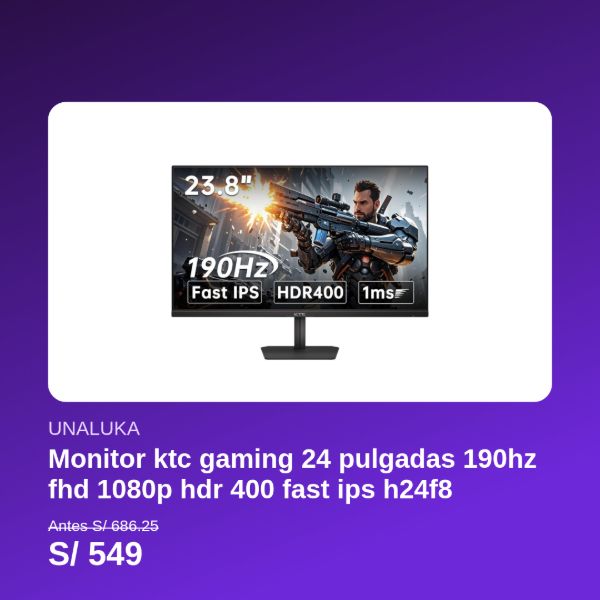 23.8"
190Hz
Fast IPS HDR400 1ms
KTC
UNALUKA
Monitor ktc gaming 24 pulgadas 190hz
fhd 1080p hdr 400 fast ips h24f8
Antes S/ 686.25
S/ 549